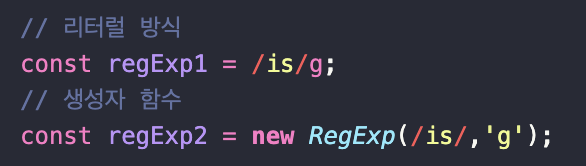 // 리터럴 방식
const regExp1 = /is/g;
// 생성자 함수
const regExp2 = new RegExp(/is/,'g');